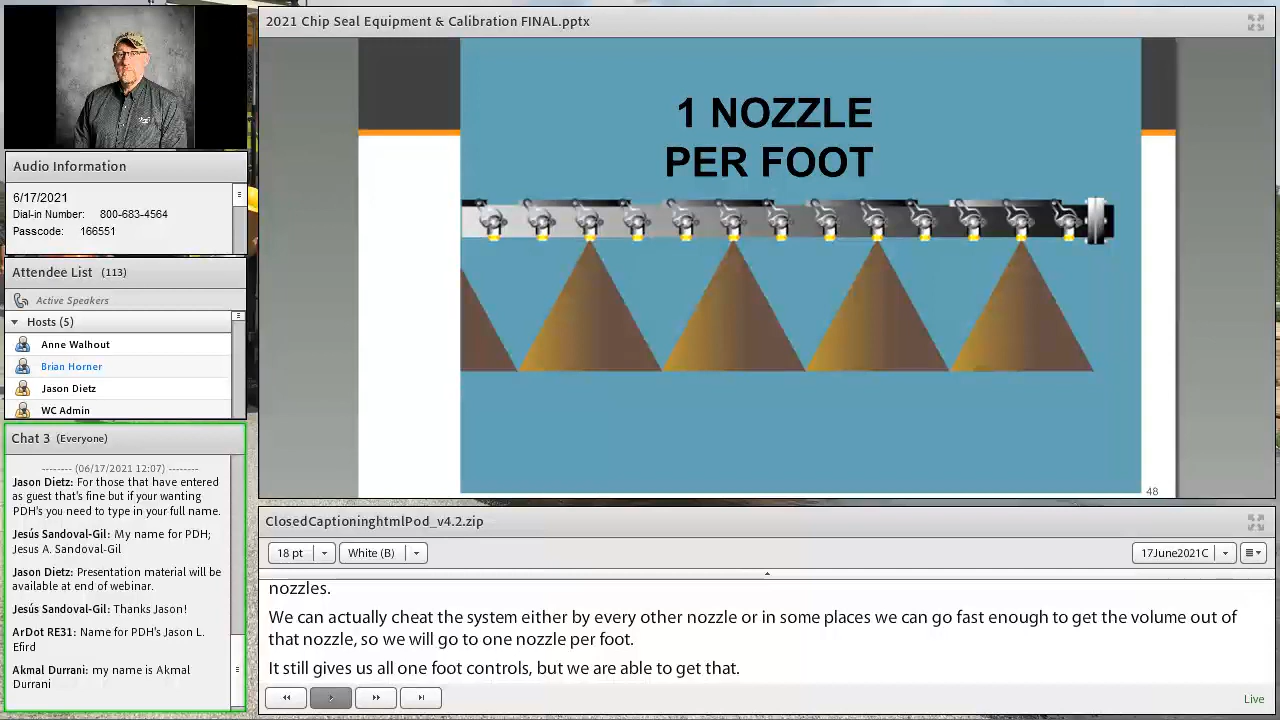 2021 Chip Seal Equipment & Calibration FINAL.pptx
Audio Information
6/17/2021
Dial-in Number: 800-683-4564
Passcode: 166551
Attendee List (113)
Active Speakers
Hosts (5)
Anne Walhout
Brian Horner
Jason Dietz
WC Admin
Chat 3 (Everyone)
-------- (06/17/2021 12:07) --------
Jason Dietz: For those that have entered
as guest that's fine but if your wanting
PDH's you need to type in your full name.
Jesús Sandoval-Gil: My name for PDH;
Jesus A. Sandoval-Gil
Jason Dietz: Presentation material will be
available at end of webinar.
Jesús Sandoval-Gil: Thanks Jason!
ArDot RE31: Name for PDH's Jason L.
Efird
Akmal Durrani: my name is Akmal
Durrani
1 NOZZLE
PER FOOT
48
ClosedCaptioninghtmlPod_v4.2.zip
18 pt
White (B)
17June2021C
nozzles.
We can actually cheat the system either by every other nozzle or in some places we can go fast enough to get the volume out of
that nozzle, so we will go to one nozzle per foot.
It still gives us all one foot controls, but we are able to get that.
Live